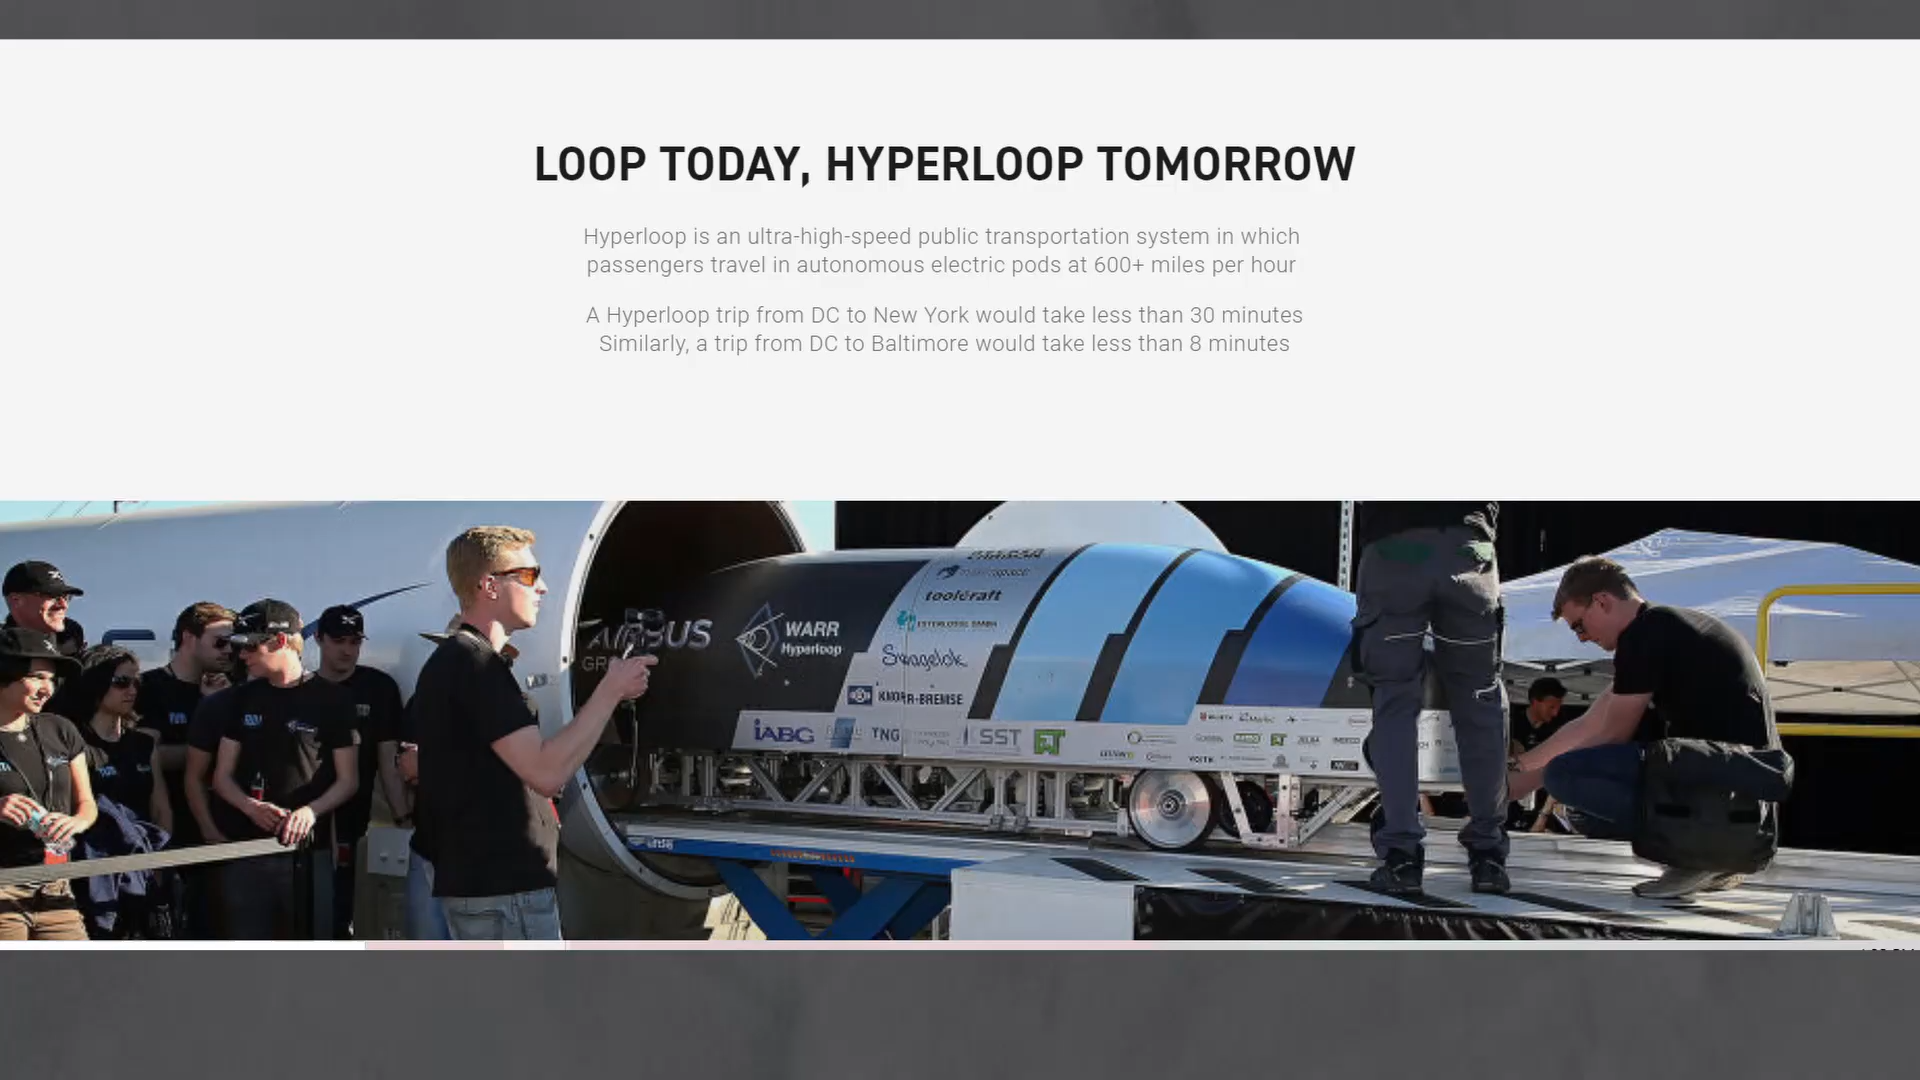 LOOP TODAY, HYPERLOOP TOMORROW
Hyperloop is an ultra-high-speed public transportation system in which
passengers travel in autonomous electric pods at 600+ miles per hour
A Hyperloop trip from DC to New York would take less than 30 minutes
Similarly, a trip from DC to Baltimore would take less than 8 minutes
toolcraft
WARR
Hyperloop
Swagelok
KNORR-BREMSE
iABG
TNG
SST
VOITH